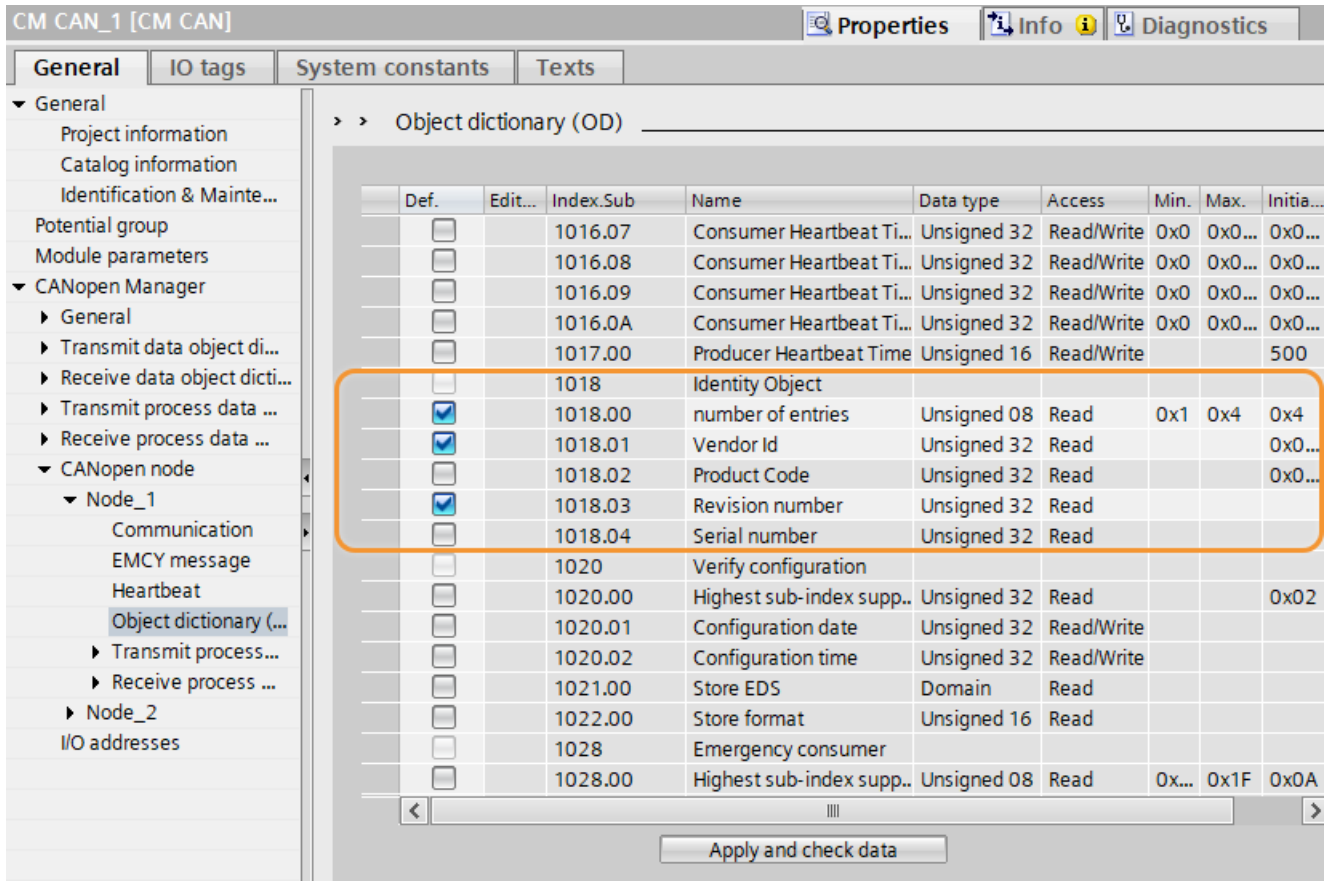 CM CAN_1 [CM CAN]
Properties Info Diagnostics
General IO tags System constants Texts
General
Project information
Catalog information
Identification & Mainte...
Potential group
Module parameters
CANopen Manager
General
Transmit data object di...
Receive data object dicti...
Transmit process data ...
Receive process data ...
CANopen node
Node_1
Communication
EMCY message
Heartbeat
Object dictionary (...
Transmit process...
Receive process ...
Node_2
I/O addresses
> > Object dictionary (OD)
Def. Edit... Index.Sub Name Data type Access Min. Max. Initia...
1016.07 Consumer Heartbeat Ti... Unsigned 32 Read/Write 0x0 0x0... 0x0...
1016.08 Consumer Heartbeat Ti... Unsigned 32 Read/Write 0x0 0x0... 0x0...
1016.09 Consumer Heartbeat Ti... Unsigned 32 Read/Write 0x0 0x0... 0x0...
1016.0A Consumer Heartbeat Ti... Unsigned 32 Read/Write 0x0 0x0... 0x0...
1017.00 Producer Heartbeat Time Unsigned 16 Read/Write 500
1018 Identity Object
1018.00 number of entries Unsigned 08 Read 0x1 0x4 0x4
1018.01 Vendor Id Unsigned 32 Read 0x0...
1018.02 Product Code Unsigned 32 Read 0x0...
1018.03 Revision number Unsigned 32 Read
1018.04 Serial number Unsigned 32 Read
1020 Verify configuration
1020.00 Highest sub-index supp.. Unsigned 32 Read 0x02
1020.01 Configuration date Unsigned 32 Read/Write
1020.02 Configuration time Unsigned 32 Read/Write
1021.00 Store EDS Domain Read
1022.00 Store format Unsigned 16 Read
1028 Emergency consumer
1028.00 Highest sub-index supp.. Unsigned 08 Read 0x... 0x1F 0x0A
Apply and check data